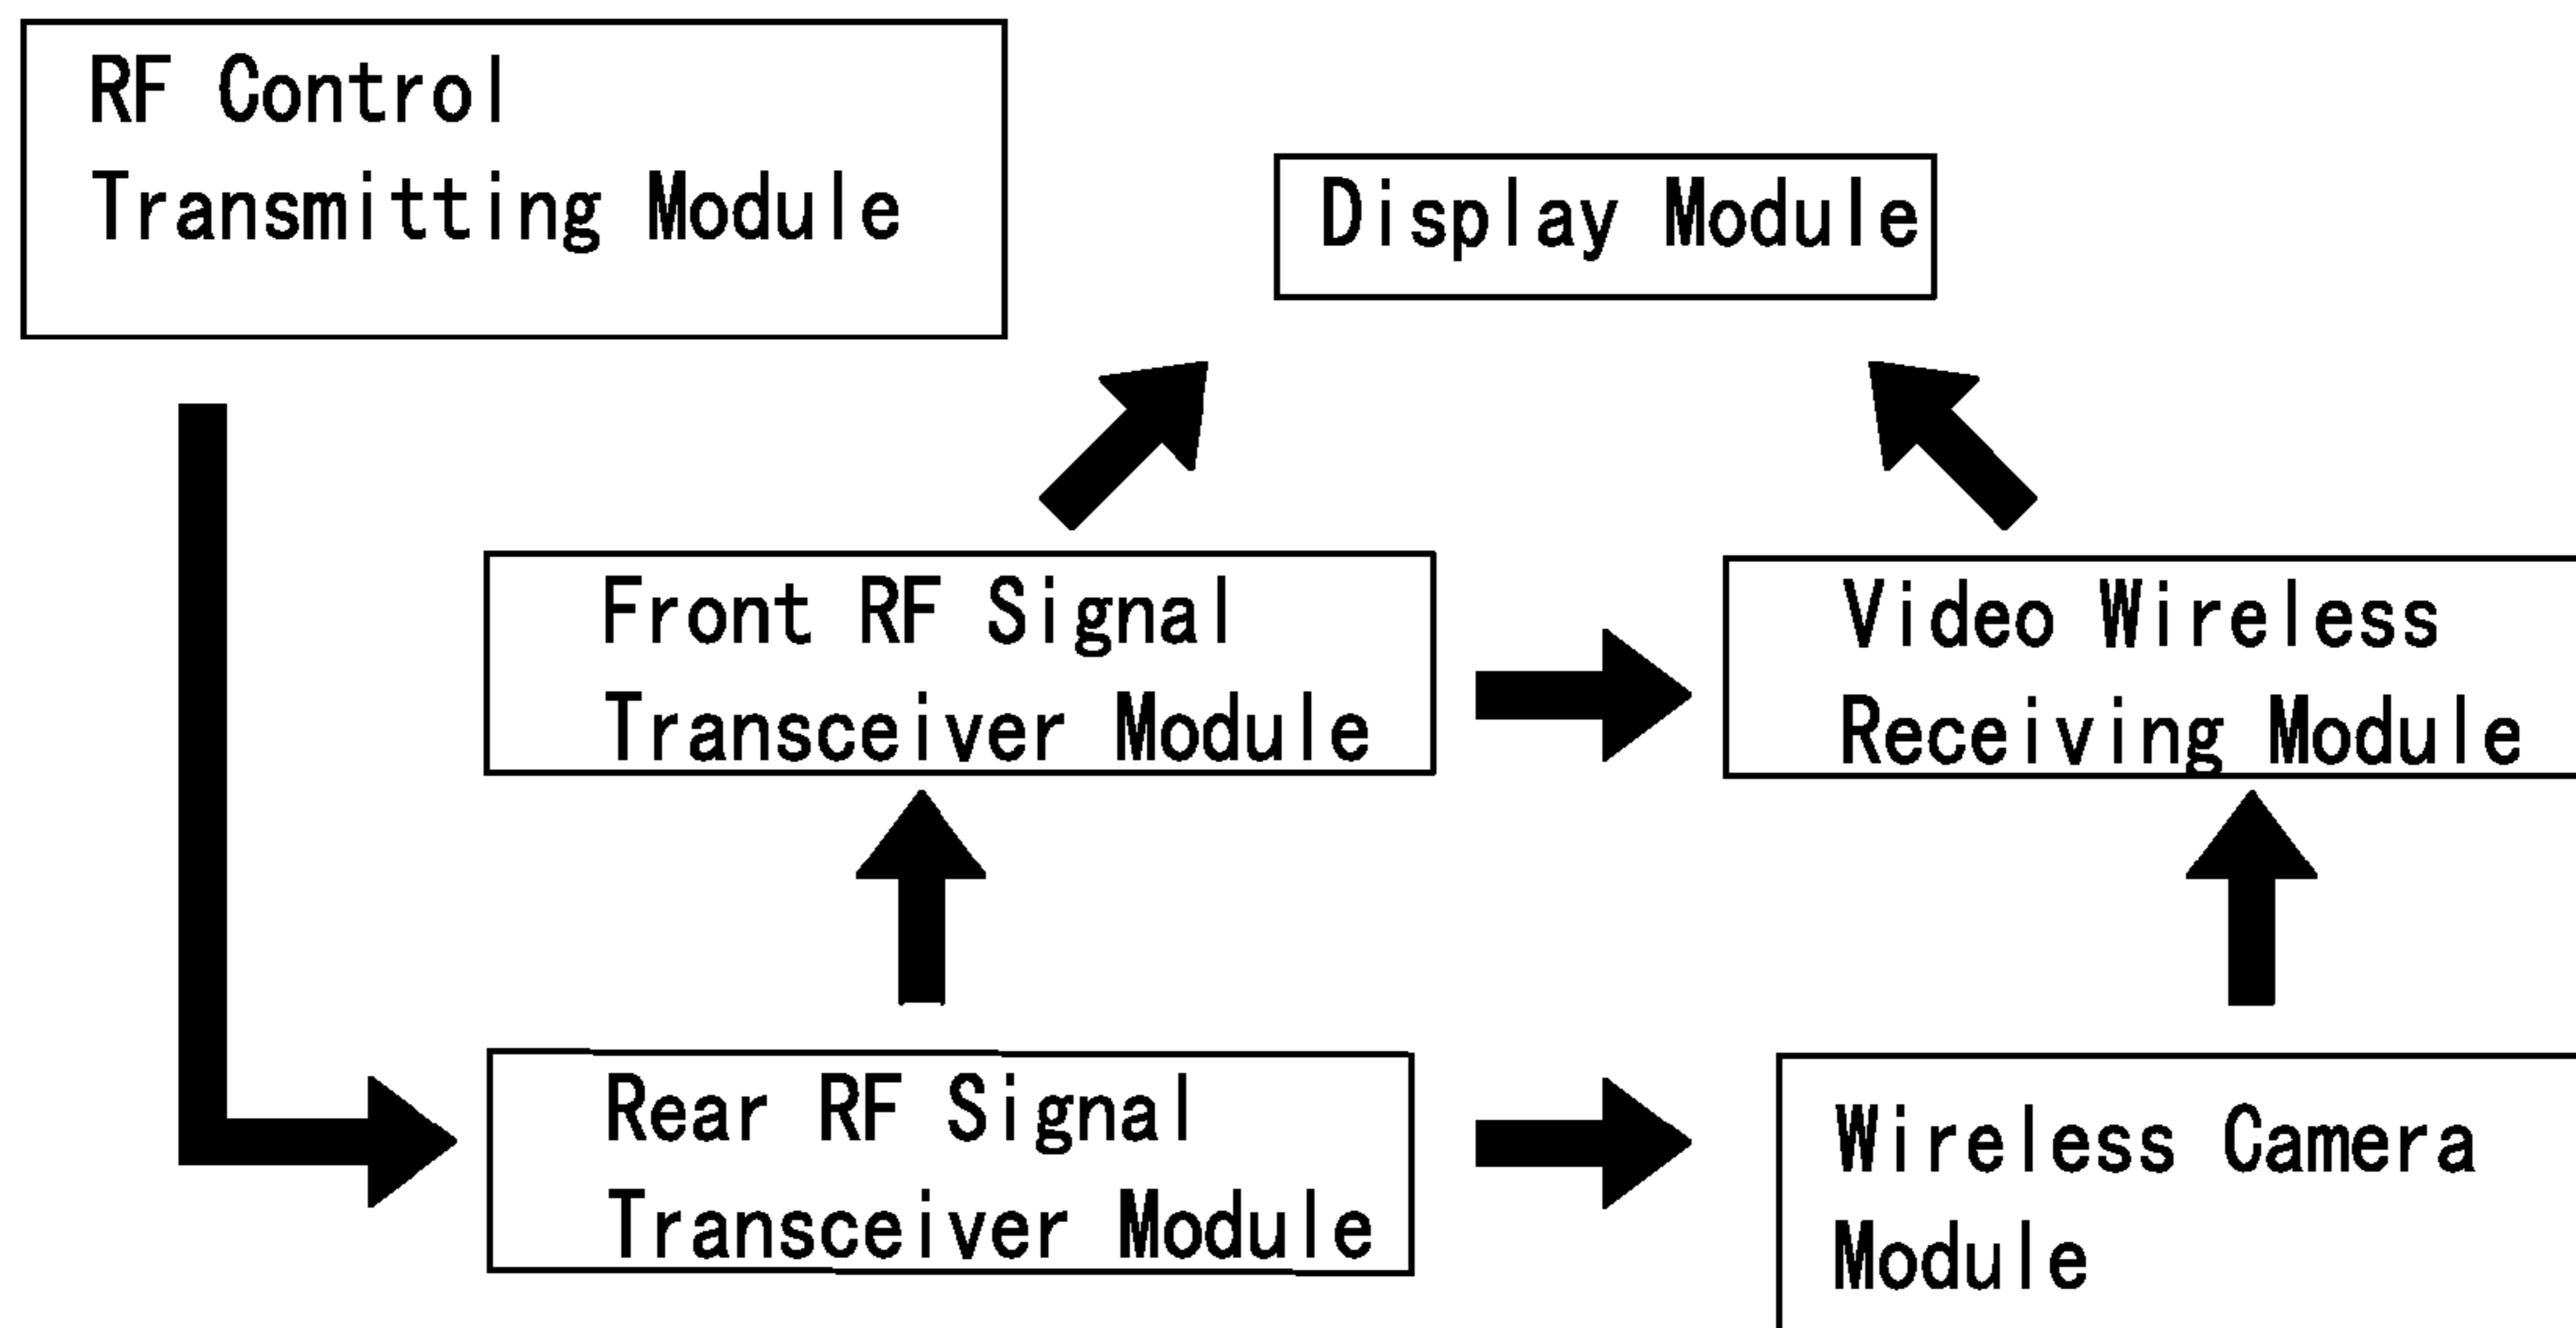 RF Control
Transmitting Module
Display Module
Front RF Signal
Transceiver Module
Video Wireless
Receiving Module
Rear RF Signal
Transceiver Module
Wireless Camera
Module